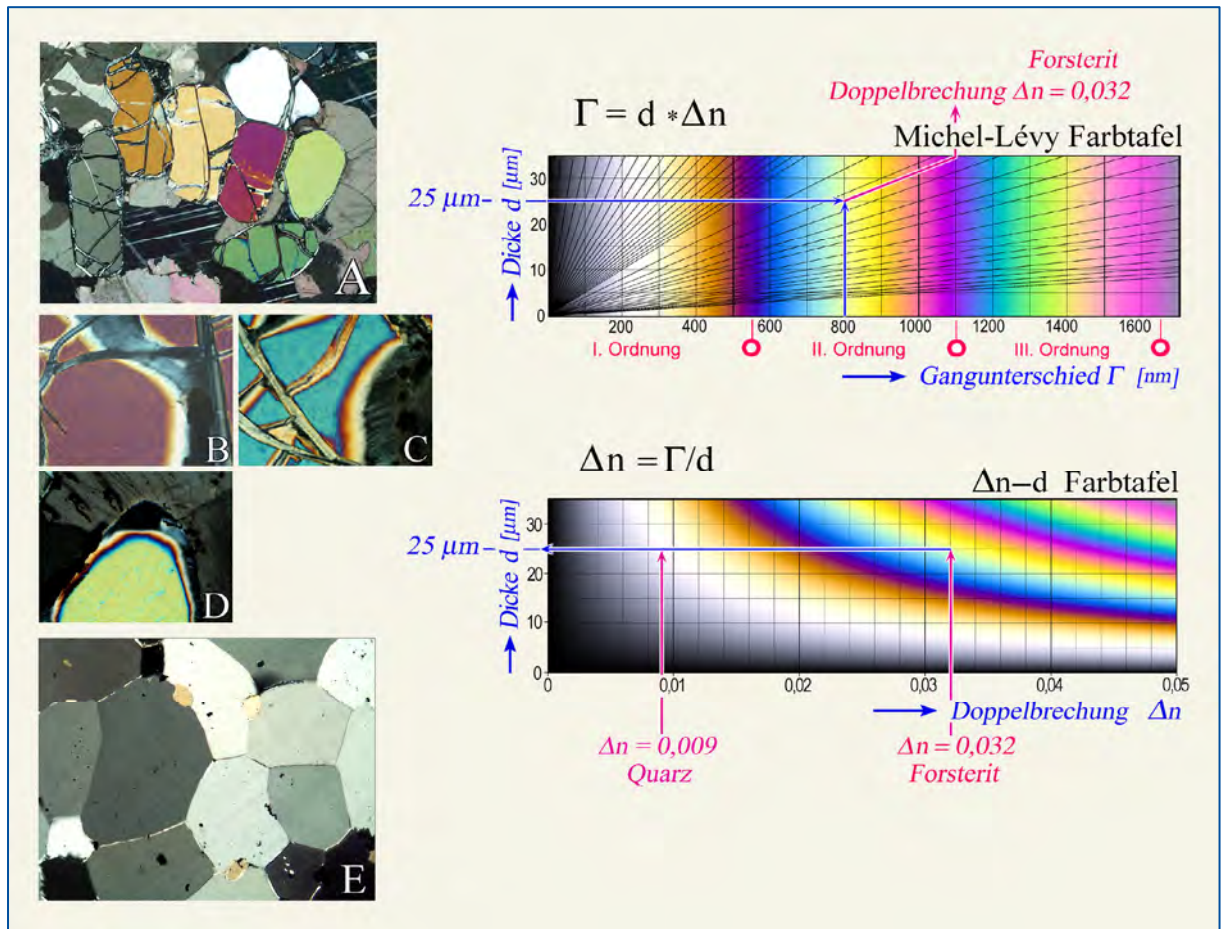 A
B
C
D
E
Forsterit
Doppelbrechung Δn = 0,032
Γ = d * Δn
Michel-Lévy Farbtafel
25 µm
Dicke d [µm]
30
20
10
0
200 400 600 800 1000 1200 1400 1600
I. Ordnung II. Ordnung III. Ordnung
Gangunterschied Γ [nm]
Δn = Γ/d
Δn–d Farbtafel
25 µm
Dicke d [µm]
30
20
10
0
0 0,01 0,02 0,03 0,04 0,05
Doppelbrechung Δn
Δn = 0,009
Quarz
Δn = 0,032
Forsterit